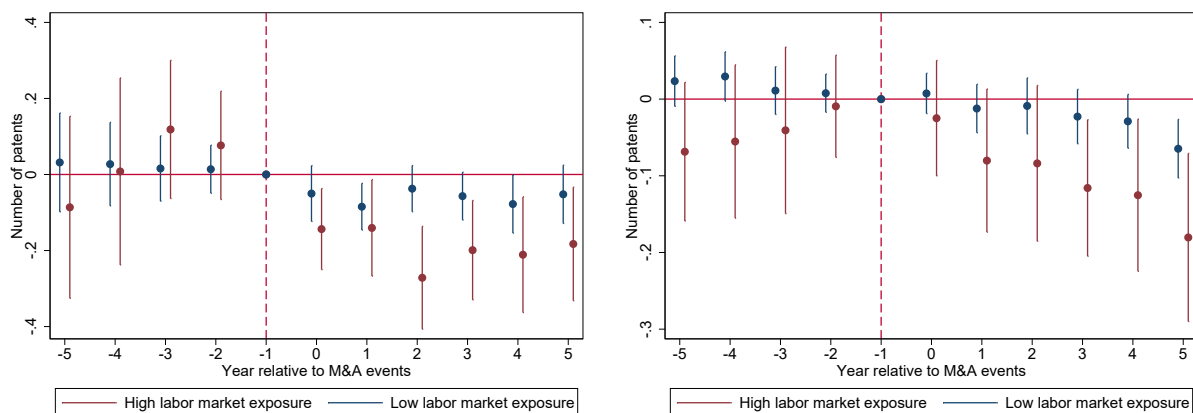 Number of patents
.4
.2
0
-.2
-.4
-5 -4 -3 -2 -1 0 1 2 3 4 5
Year relative to M&A events
High labor market exposure Low labor market exposure
Number of patents
.1
0
-.1
-.2
-.3
-5 -4 -3 -2 -1 0 1 2 3 4 5
Year relative to M&A events
High labor market exposure Low labor market exposure